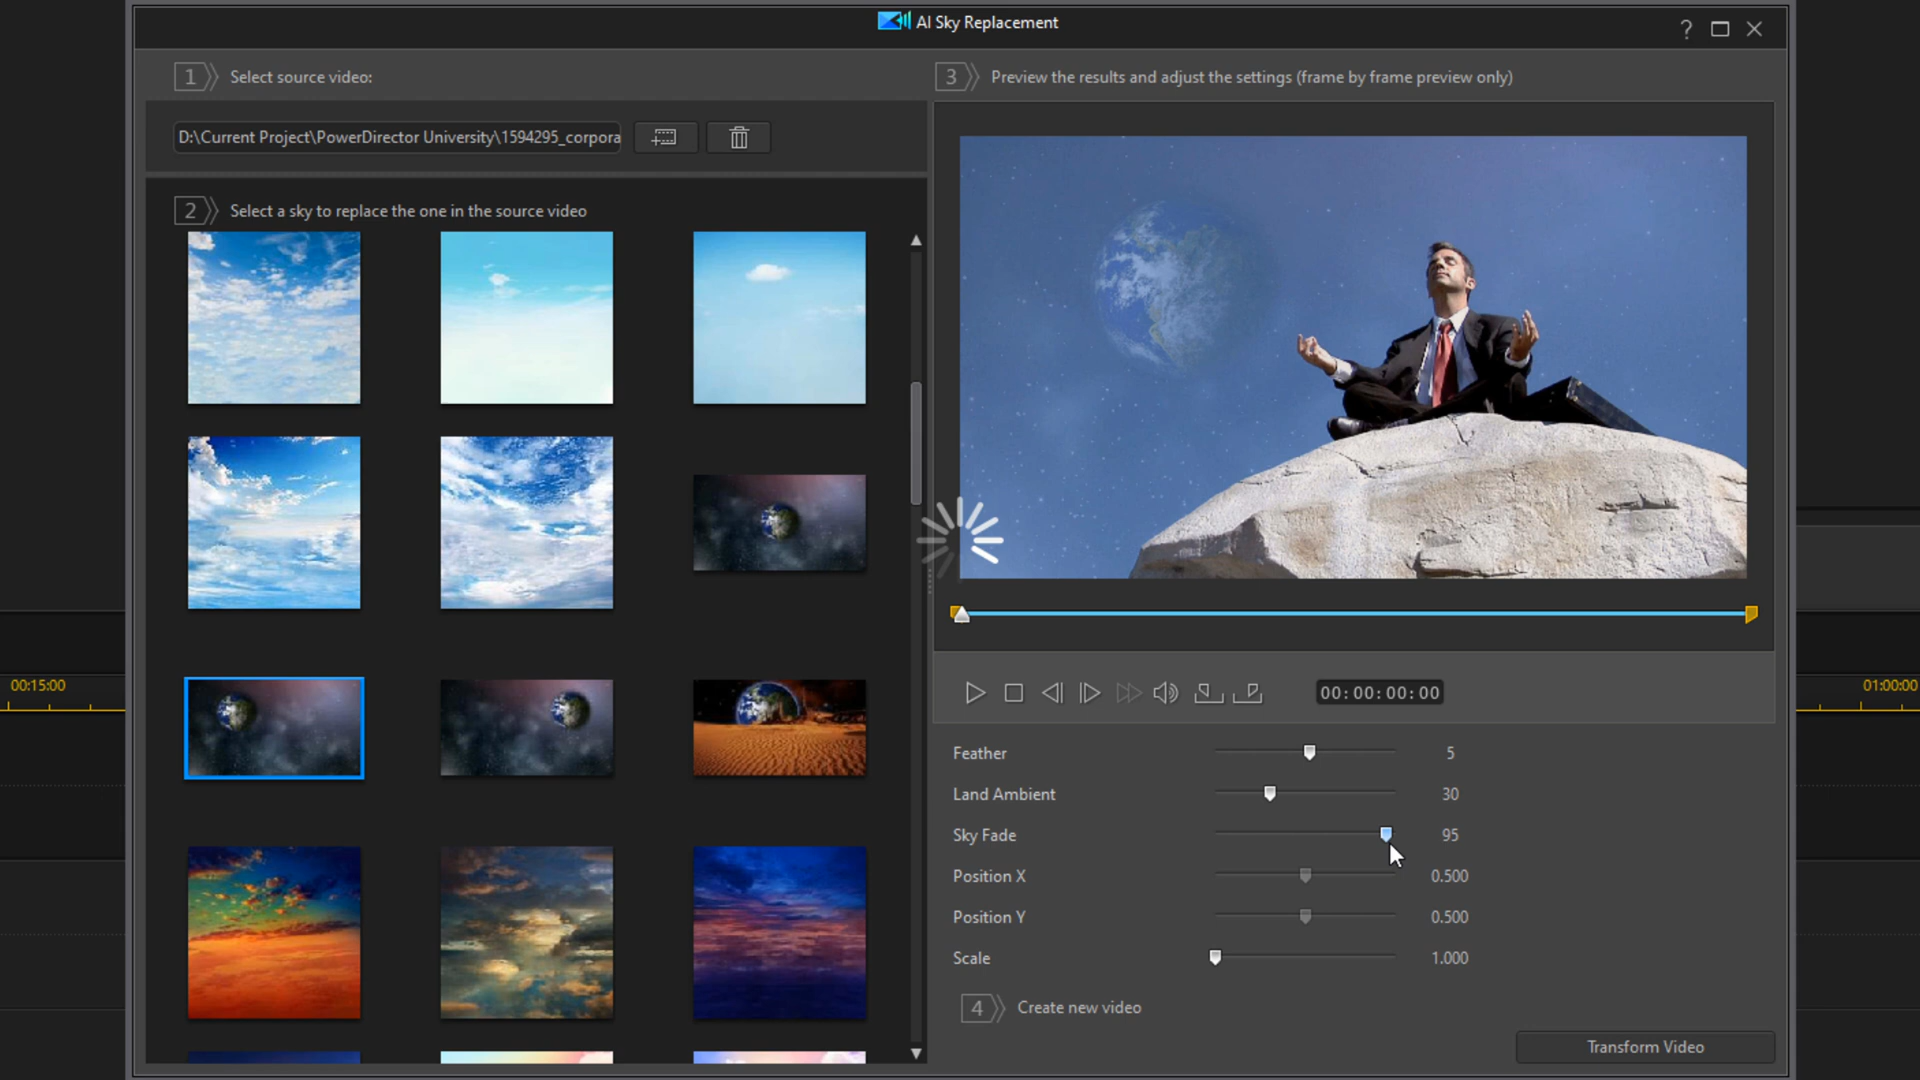 AI Sky Replacement
?
1 Select source video:
3 Preview the results and adjust the settings (frame by frame preview only)
D:\Current Project\PowerDirector University\1594295_corpora
2 Select a sky to replace the one in the source video
00:15:00
01:00:00
00:00:00:00
Feather 5
Land Ambient 30
Sky Fade 95
Position X 0.500
Position Y 0.500
Scale 1.000
4 Create new video
Transform Video